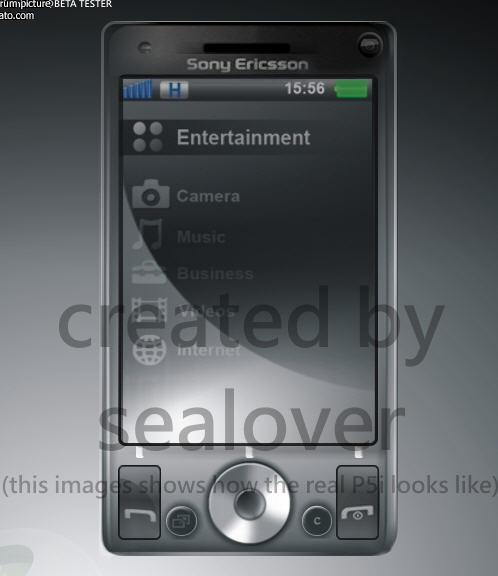 rumpicture©BETA TESTER
ato.com
Sony Ericsson
H 15:56
Entertainment
Camera
Music
Business
Videos
Internet
created by
sealover
(this images shows how the real P5i looks like)
C